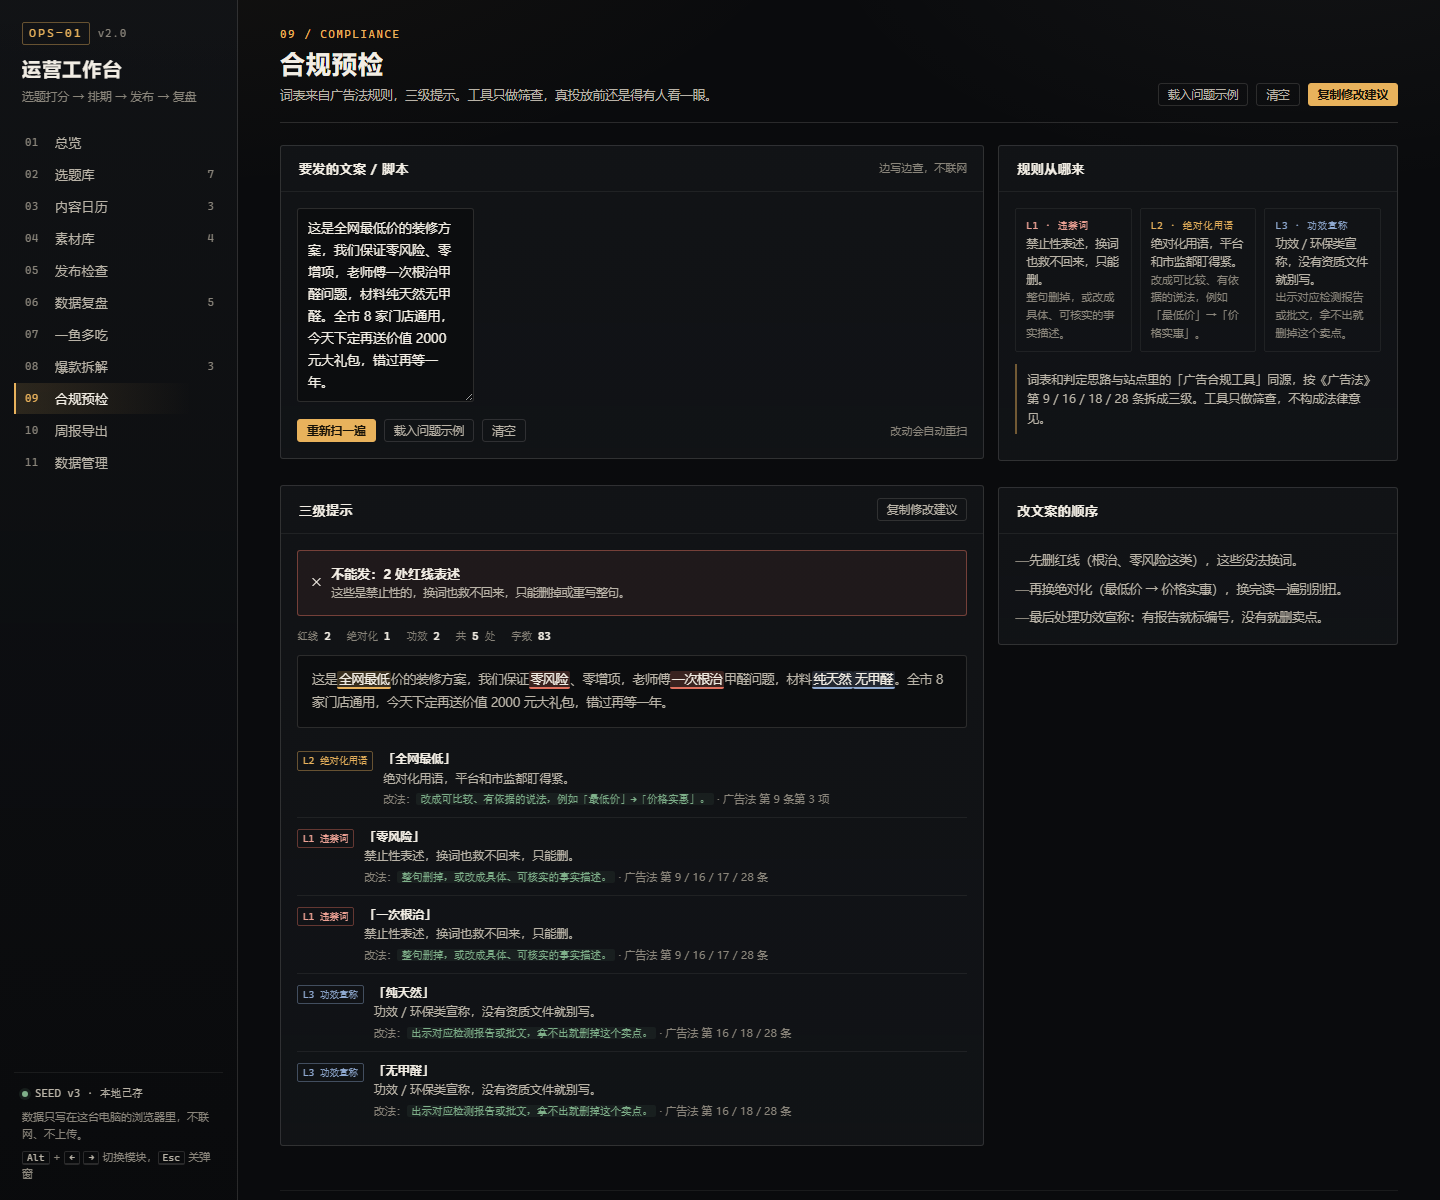 OPS-01 v2.0
运营工作台
选题打分 → 排期 → 发布 → 复盘
01 总览
02 选题库 7
03 内容日历 3
04 素材库 4
05 发布检查
06 数据复盘 5
07 一鱼多吃
08 爆款拆解 3
09 合规预检
10 周报导出
11 数据管理
SEED v3 · 本地已存
数据只写在这台电脑的浏览器里，不联
网、不上传。
Alt + ← → 切换模块，Esc 关弹
窗
09 / COMPLIANCE
合规预检
词表来自广告法规则，三级提示。工具只做筛查，真投放前还是得有人看一眼。
载入问题示例 清空 复制修改建议
要发的文案 / 脚本 边写边查，不联网
这是全网最低价的装修方
案，我们保证零风险、零
增项，老师傅一次根治甲
醛问题，材料纯天然无甲
醛。全市 8 家门店通用，
今天下定再送价值 2000
元大礼包，错过再等一
年。
重新扫一遍 载入问题示例 清空 改动会自动重扫
规则从哪来
L1 · 违禁词
禁止性表述，换词
也救不回来，只能
删。
整句删掉，或改成
具体、可核实的事
实描述。
L2 · 绝对化用语
绝对化用语，平台
和市监都盯得紧。
改成可比较、有依
据的说法，例如
「最低价」→「价
格实惠」。
L3 · 功效宣称
功效 / 环保类宣
称，没有资质文件
就别写。
出示对应检测报告
或批文，拿不出就
删掉这个卖点。
词表和判定思路与站点里的「广告合规工具」同源，按《广告法》
第 9 / 16 / 18 / 28 条拆成三级。工具只做筛查，不构成法律意
见。
三级提示 复制修改建议
× 不能发：2 处红线表述
这些是禁止性的，换词也救不回来，只能删掉或重写整句。
红线 2 绝对化 1 功效 2 共 5 处 字数 83
这是全网最低价的装修方案，我们保证零风险、零增项，老师傅一次根治甲醛问题，材料纯天然无甲醛。全市 8
家门店通用，今天下定再送价值 2000 元大礼包，错过再等一年。
L2 绝对化用语 「全网最低」
绝对化用语，平台和市监都盯得紧。
改法： 改成可比较、有依据的说法，例如「最低价」→「价格实惠」。 · 广告法 第 9 条第 3 项
L1 违禁词 「零风险」
禁止性表述，换词也救不回来，只能删。
改法： 整句删掉，或改成具体、可核实的事实描述。 · 广告法 第 9 / 16 / 17 / 28 条
L1 违禁词 「一次根治」
禁止性表述，换词也救不回来，只能删。
改法： 整句删掉，或改成具体、可核实的事实描述。 · 广告法 第 9 / 16 / 17 / 28 条
L3 功效宣称 「纯天然」
功效 / 环保类宣称，没有资质文件就别写。
改法： 出示对应检测报告或批文，拿不出就删掉这个卖点。 · 广告法 第 16 / 18 / 28 条
L3 功效宣称 「无甲醛」
功效 / 环保类宣称，没有资质文件就别写。
改法： 出示对应检测报告或批文，拿不出就删掉这个卖点。 · 广告法 第 16 / 18 / 28 条
改文案的顺序
—先删红线（根治、零风险这类），这些没法换词。
—再换绝对化（最低价 → 价格实惠），换完读一遍别别扭。
—最后处理功效宣称：有报告就标编号，没有就删卖点。